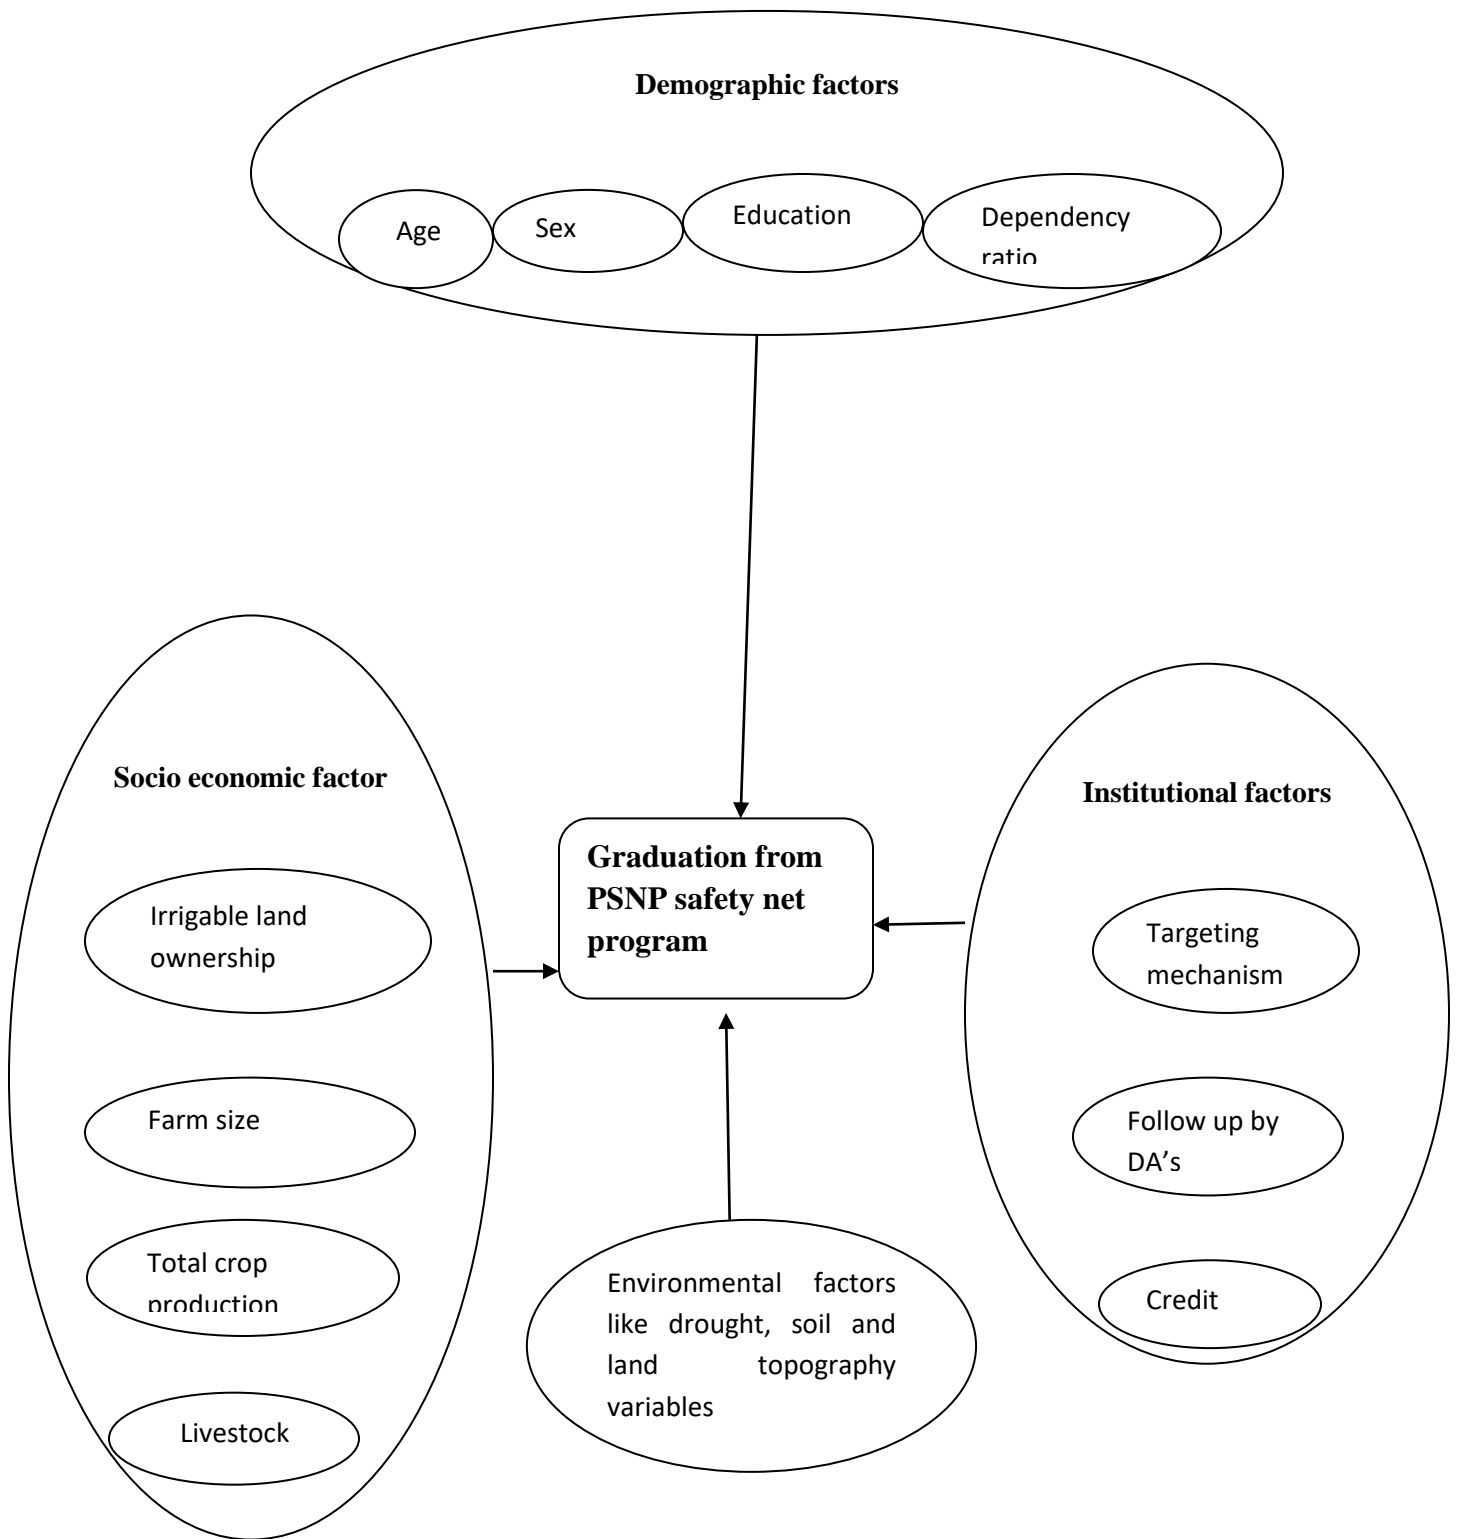 Demographic factors
Age
Sex
Education
Dependency
ratio
Socio economic factor
Irrigable land
ownership
Farm size
Total crop
production
Livestock
Graduation from
PSNP safety net
program
Institutional factors
Targeting
mechanism
Follow up by
DA’s
Credit
Environmental factors
like drought, soil and
land topography
variables